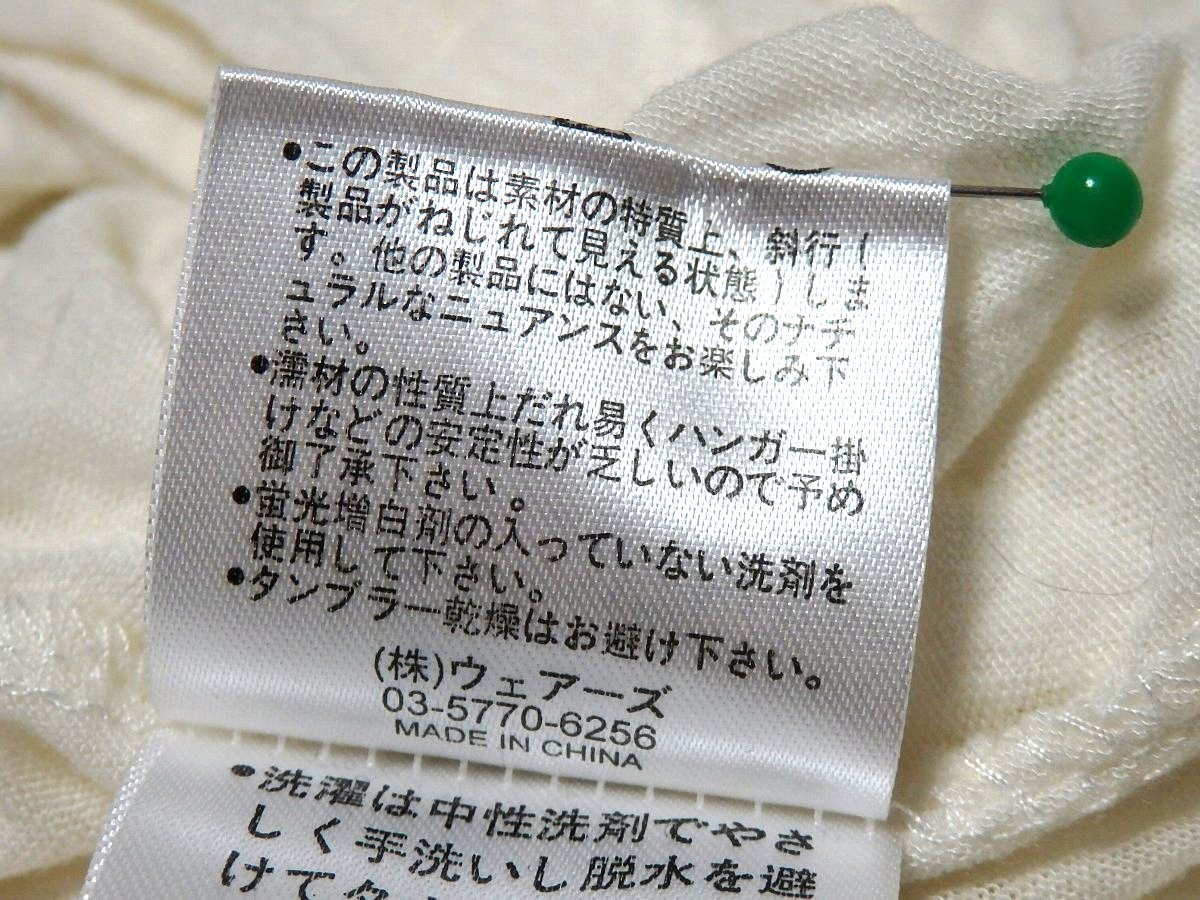 •この製品は素材の特質上、斜行(
製品がねじれて見える状態)しま
す。他の製品にはない、そのナチ
ュラルなニュアンスをお楽しみ下
さい。
•濡材の性質上だれ易くハンガー掛
けなどの安定性が乏しいので予め
御了承下さい。
•蛍光増白剤の入っていない洗剤を
使用して下さい。
•タンブラー乾燥はお避け下さい。
(株)ウェアーズ
03-5770-6256
MADE IN CHINA
•洗濯は中性洗剤でやさ
しく手洗いし脱水を避
けて